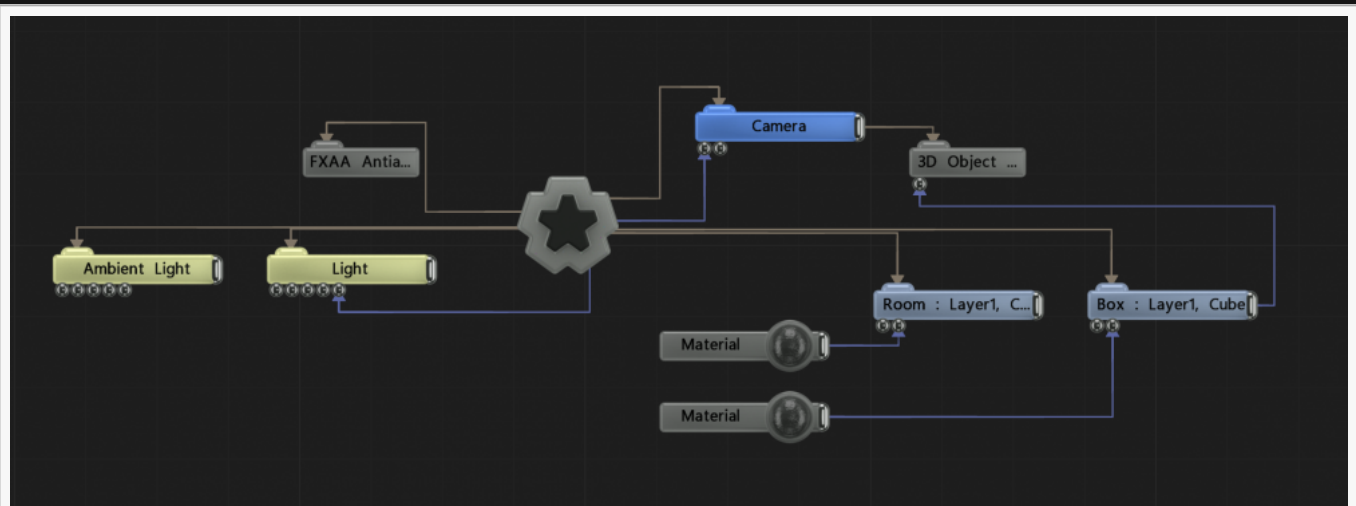 Camera
FXAA Antia...
3D Object ...
Ambient Light
Light
Room : Layer1, C...
Box : Layer1, Cube
Material
Material